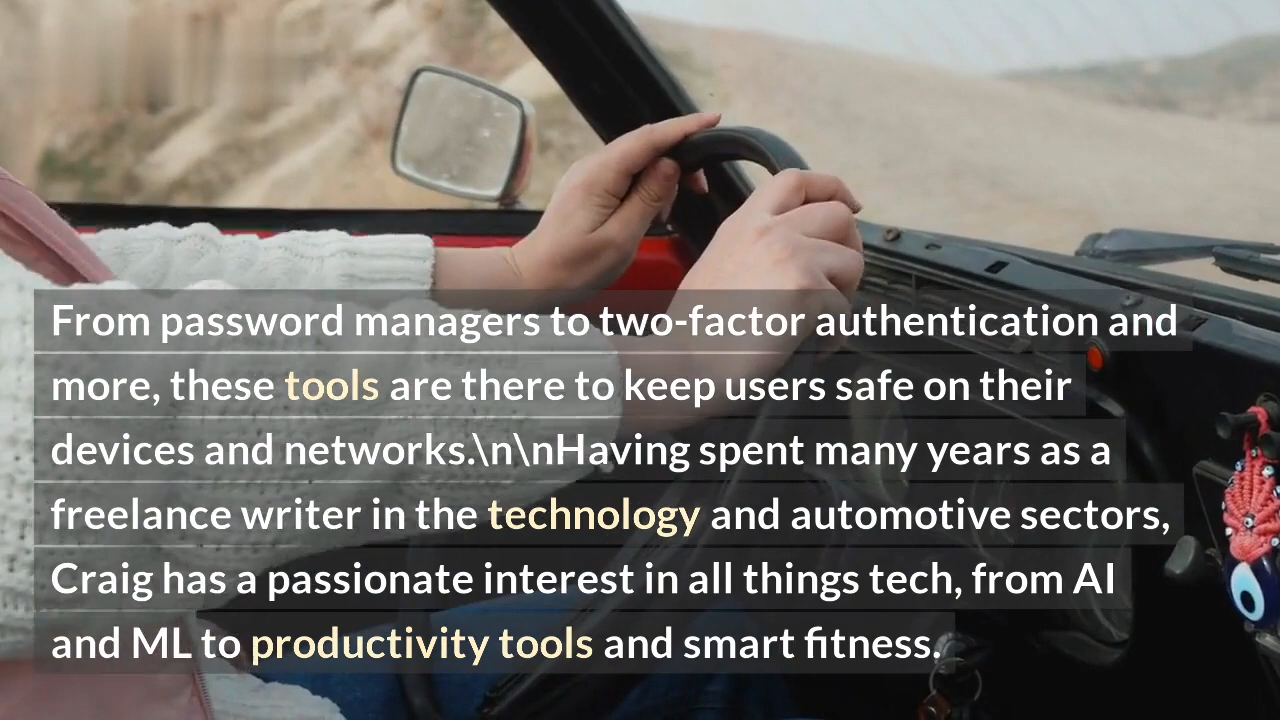 From password managers to two-factor authentication and
more, these tools are there to keep users safe on their
devices and networks.\n\nHaving spent many years as a
freelance writer in the technology and automotive sectors,
Craig has a passionate interest in all things tech, from AI
and ML to productivity tools and smart fitness.